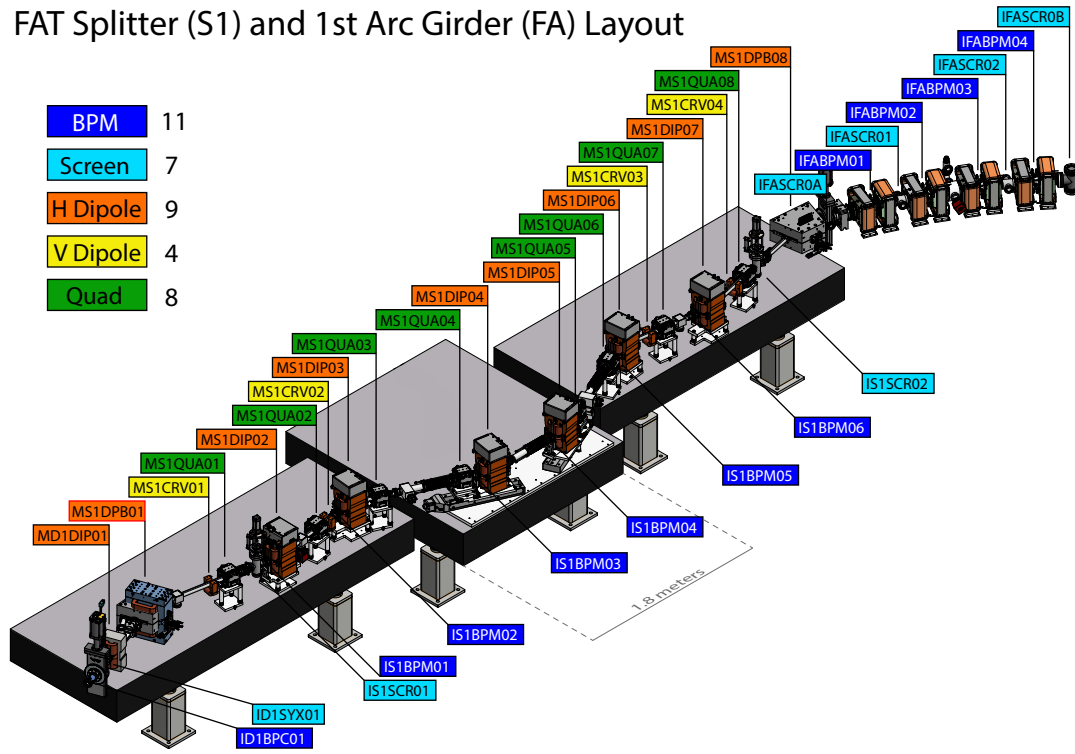 FAT Splitter (S1) and 1st Arc Girder (FA) Layout
BPM 11
Screen 7
H Dipole 9
V Dipole 4
Quad 8
IFASCR0B
IFABPM04
IFASCR02
IFABPM03
IFABPM02
IFASCR01
IFABPM01
IFASCR0A
MS1DPB08
MS1QUA08
MS1CRV04
MS1DIP07
MS1QUA07
MS1CRV03
MS1DIP06
MS1QUA06
MS1QUA05
MS1DIP05
MS1DIP04
MS1QUA04
MS1QUA03
MS1DIP03
MS1CRV02
MS1QUA02
MS1DIP02
MS1QUA01
MS1CRV01
MS1DPB01
MD1DIP01
IS1SCR02
IS1BPM06
IS1BPM05
IS1BPM04
IS1BPM03
1.8 meters
IS1BPM02
IS1BPM01
IS1SCR01
ID1SYX01
ID1BPC01